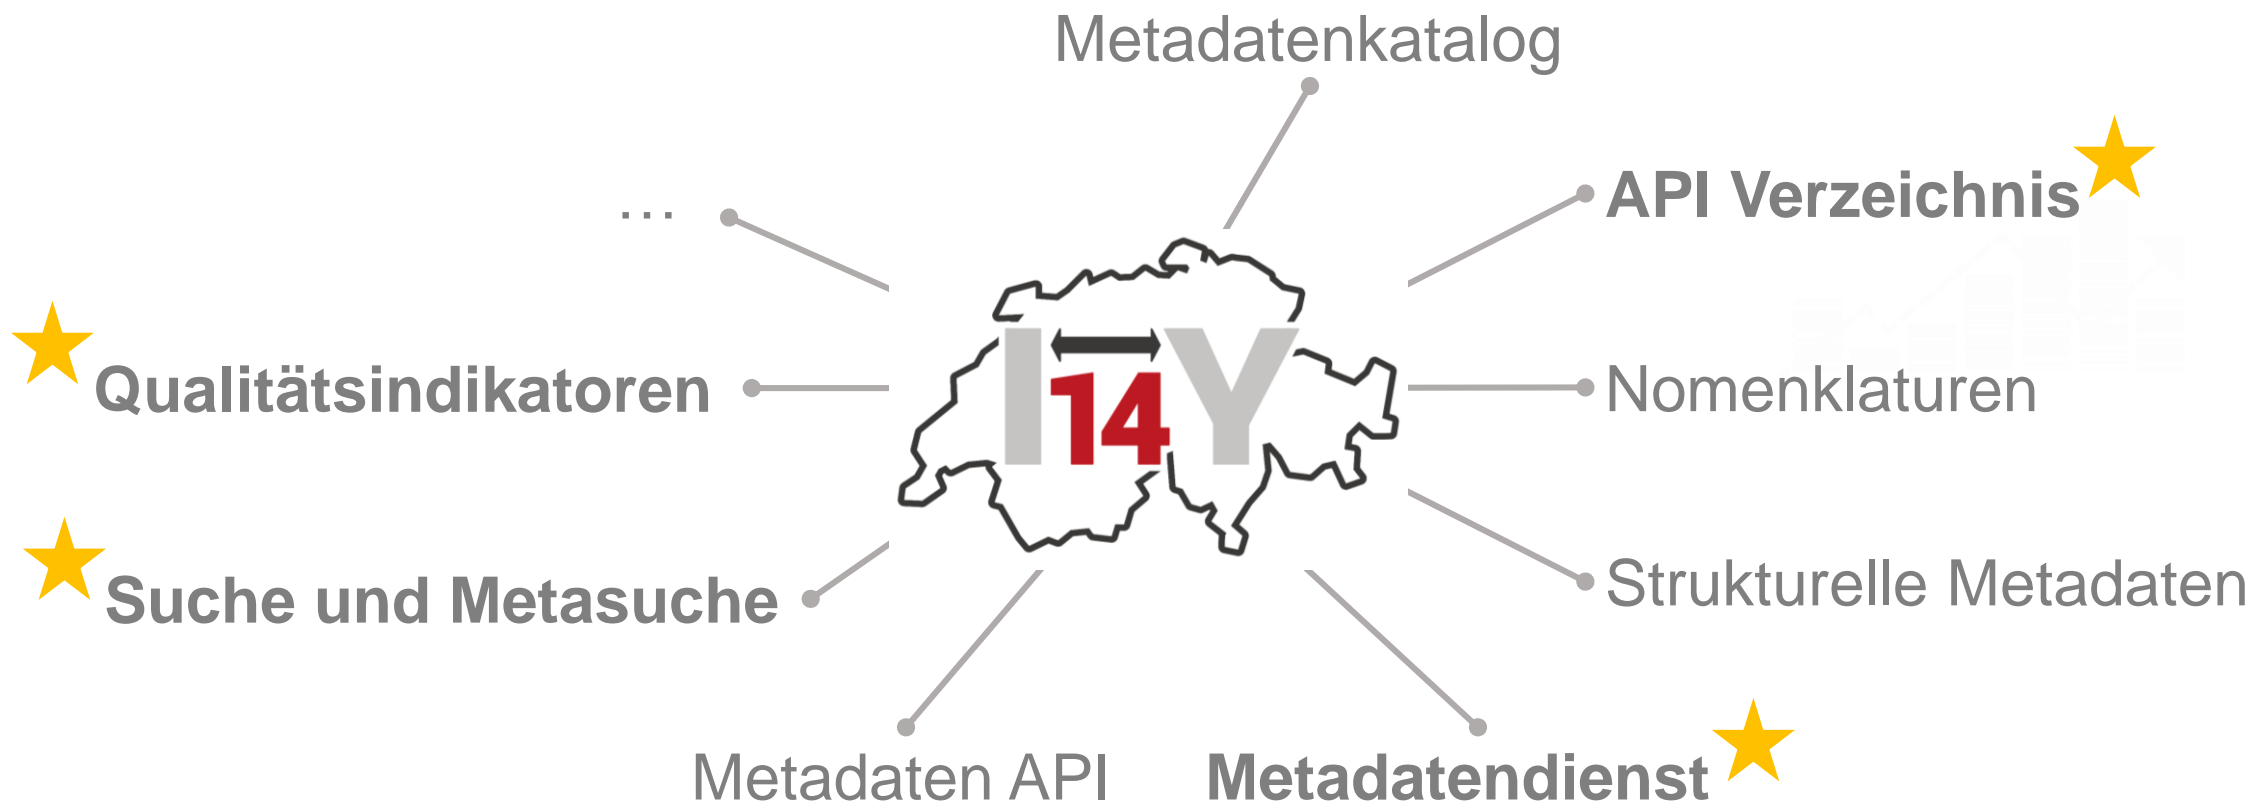 Metadatenkatalog
API Verzeichnis
...
I14Y
Qualitätsindikatoren
Nomenklaturen
Strukturelle Metadaten
Suche und Metasuche
Metadaten API
Metadatendienst